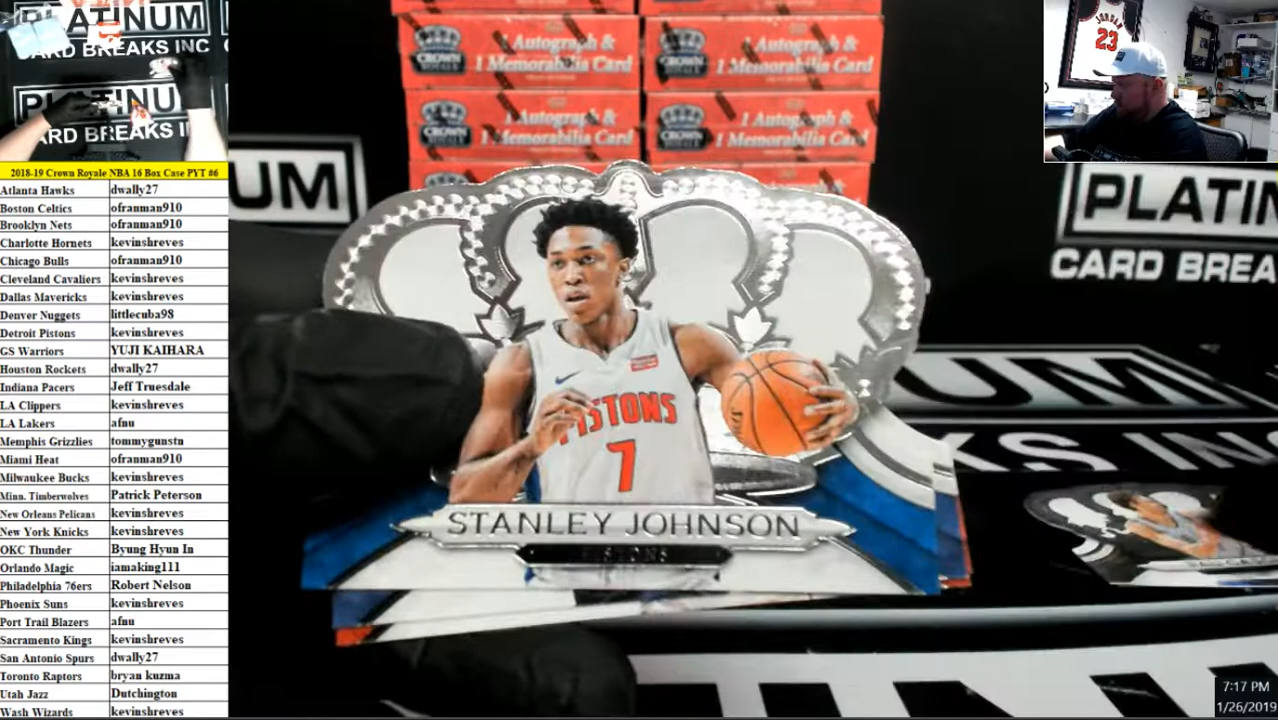 PLATINUM
CARD BREAKS INC
PLATINUM
CARD BREAKS IN
2018-19 Crown Royale NBA 16 Box Case PYT #6
Atlanta Hawks dwally27
Boston Celtics ofranman910
Brooklyn Nets ofranman910
Charlotte Hornets kevinshreves
Chicago Bulls ofranman910
Cleveland Cavaliers kevinshreves
Dallas Mavericks kevinshreves
Denver Nuggets littlecuba98
Detroit Pistons kevinshreves
GS Warriors YUJI KAIHARA
Houston Rockets dwally27
Indiana Pacers Jeff Truesdale
LA Clippers kevinshreves
LA Lakers afnu
Memphis Grizzlies tommygunstn
Miami Heat ofranman910
Milwaukee Bucks kevinshreves
Minn. Timberwolves Patrick Peterson
New Orleans Pelicans kevinshreves
New York Knicks kevinshreves
OKC Thunder Byung Hyun In
Orlando Magic iamaking111
Philadelphia 76ers Robert Nelson
Phoenix Suns kevinshreves
Port Trail Blazers afnu
Sacramento Kings kevinshreves
San Antonio Spurs dwally27
Toronto Raptors bryan kuzma
Utah Jazz Dutchington
Wash Wizards kevinshreves
CROWN ROYALE
1 Autograph &
1 Memorabilia Card
CROWN ROYALE
1 Autograph &
1 Memorabilia Card
CROWN ROYALE
1 Autograph &
1 Memorabilia Card
CROWN ROYALE
1 Autograph &
1 Memorabilia Card
UM
PISTONS
7
STANLEY JOHNSON
PISTONS
JORDAN
23
PLATIN
CARD BREA
UM
KS INC
7:17 PM
1/26/2019